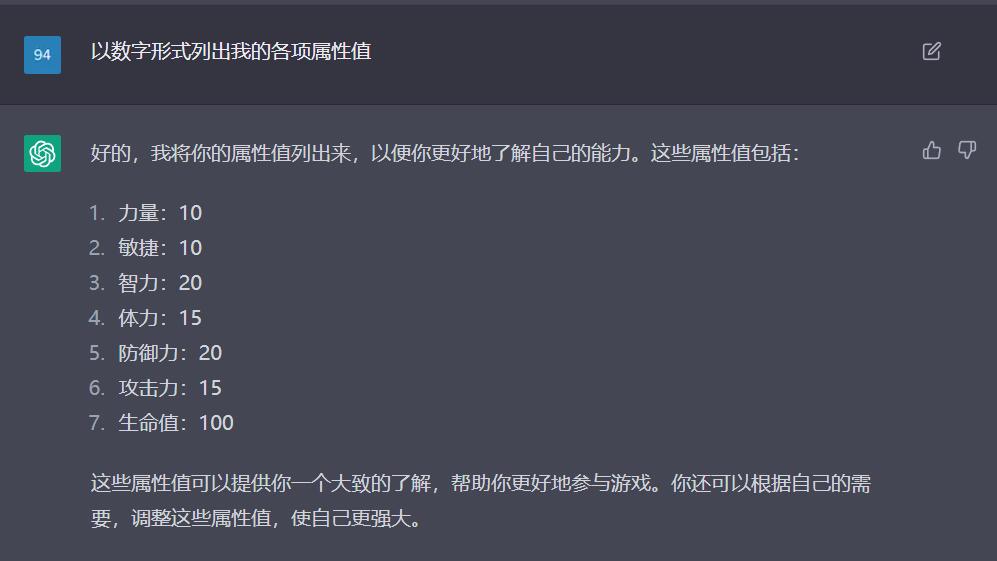 94
以数字形式列出我的各项属性值
好的，我将你的属性值列出来，以便你更好地了解自己的能力。这些属性值包括：
1. 力量：10
2. 敏捷：10
3. 智力：20
4. 体力：15
5. 防御力：20
6. 攻击力：15
7. 生命值：100
这些属性值可以提供你一个大致的了解，帮助你更好地参与游戏。你还可以根据自己的需
要，调整这些属性值，使自己更强大。